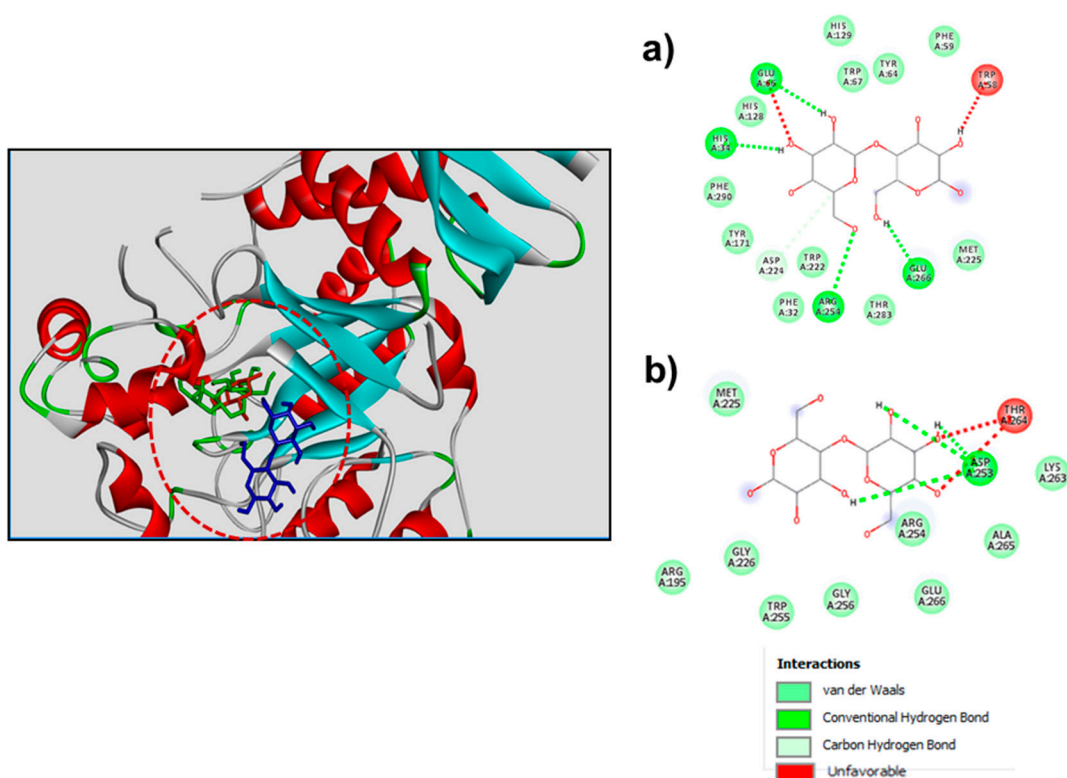 a)
HIS
A:129
PHE
A:59
GLU
A:65
TRP
A:67
TYR
A:64
TRP
A:58
HIS
A:128
H
H
H
HIS
A:34
PHE
A:290
H
TYR
A:171
ASP
A:224
TRP
A:222
MET
A:225
GLU
A:266
PHE
A:32
ARG
A:254
THR
A:283
b)
MET
A:225
H
THR
A:264
H
ASP
A:253
LYS
A:263
H
ARG
A:254
ALA
A:265
GLY
A:226
ARG
A:195
TRP
A:255
GLY
A:256
GLU
A:266
Interactions
van der Waals
Conventional Hydrogen Bond
Carbon Hydrogen Bond
Unfavorable